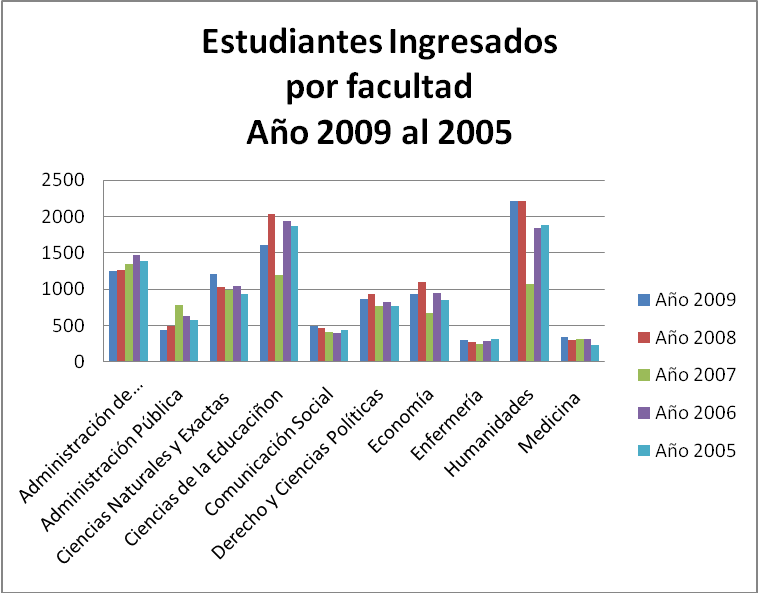 Estudiantes Ingresados
por facultad
Año 2009 al 2005
2500
2000
1500
1000
500
0
Administración de...
Administración Pública
Ciencias Naturales y Exactas
Ciencias de la Educaciñon
Comunicación Social
Derecho y Ciencias Políticas
Economía
Enfermería
Humanidades
Medicina
Año 2009
Año 2008
Año 2007
Año 2006
Año 2005